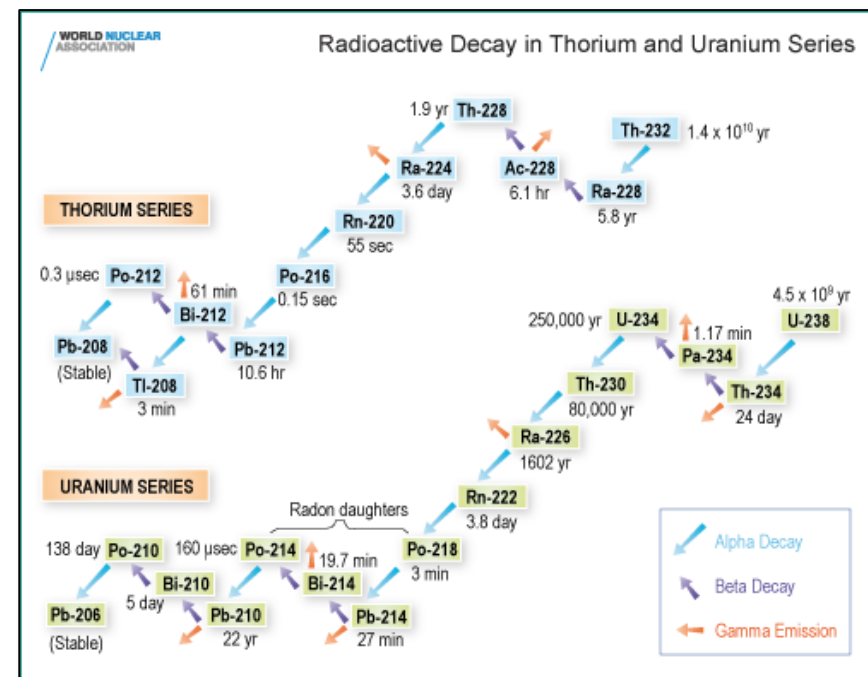 WORLD NUCLEAR
ASSOCIATION
Radioactive Decay in Thorium and Uranium Series
1.9 yr Th-228
Th-232 1.4 x 10¹⁰ yr
Ra-224
3.6 day
Ac-228
6.1 hr
Ra-228
5.8 yr
THORIUM SERIES
Rn-220
55 sec
0.3 µsec Po-212
61 min
Po-216
0.15 sec
Bi-212
4.5 x 10⁹ yr
250,000 yr U-234
1.17 min
U-238
Pb-208
(Stable)
Pb-212
10.6 hr
Pa-234
Tl-208
3 min
Th-230
80,000 yr
Th-234
24 day
Ra-226
1602 yr
URANIUM SERIES
Rn-222
3.8 day
Radon daughters
138 day Po-210
160 µsec Po-214
19.7 min
Po-218
3 min
Bi-210
5 day
Bi-214
Pb-206
(Stable)
Pb-210
22 yr
Pb-214
27 min
Alpha Decay
Beta Decay
Gamma Emission